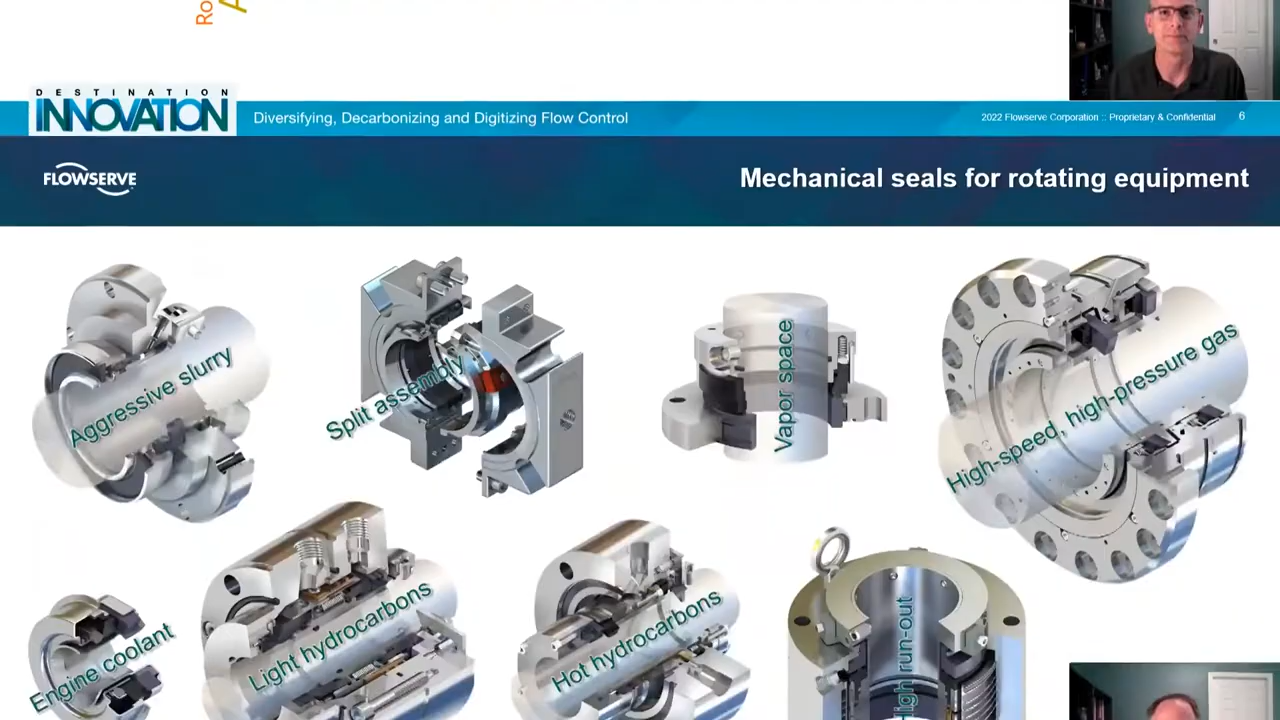 Ro
DESTINATION
INNOVATION
Diversifying, Decarbonizing and Digitizing Flow Control
2022 Flowserve Corporation :: Proprietary & Confidential
6
FLOWSERVE
Mechanical seals for rotating equipment
Aggressive slurry
Split assembly
Vapor space
High-speed, high-pressure gas
Engine coolant
Light hydrocarbons
Hot hydrocarbons
High run-out